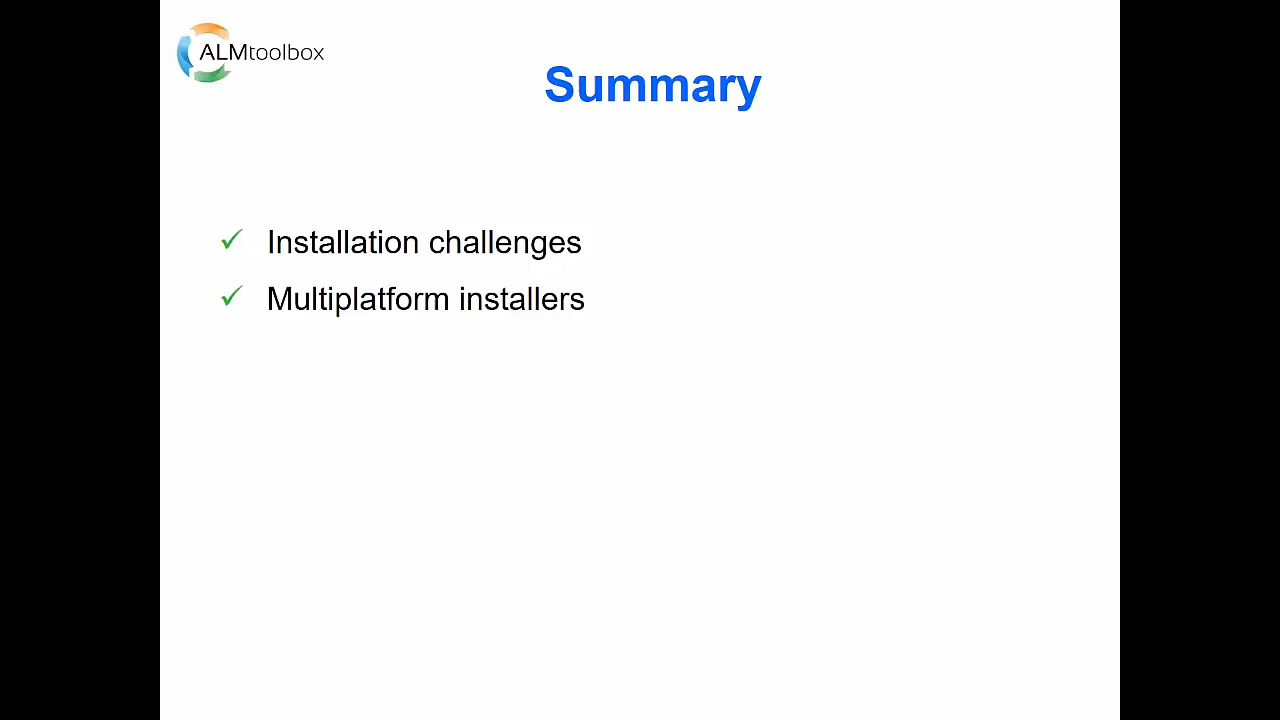 ALMtoolbox
Summary
✓ Installation challenges
✓ Multiplatform installers